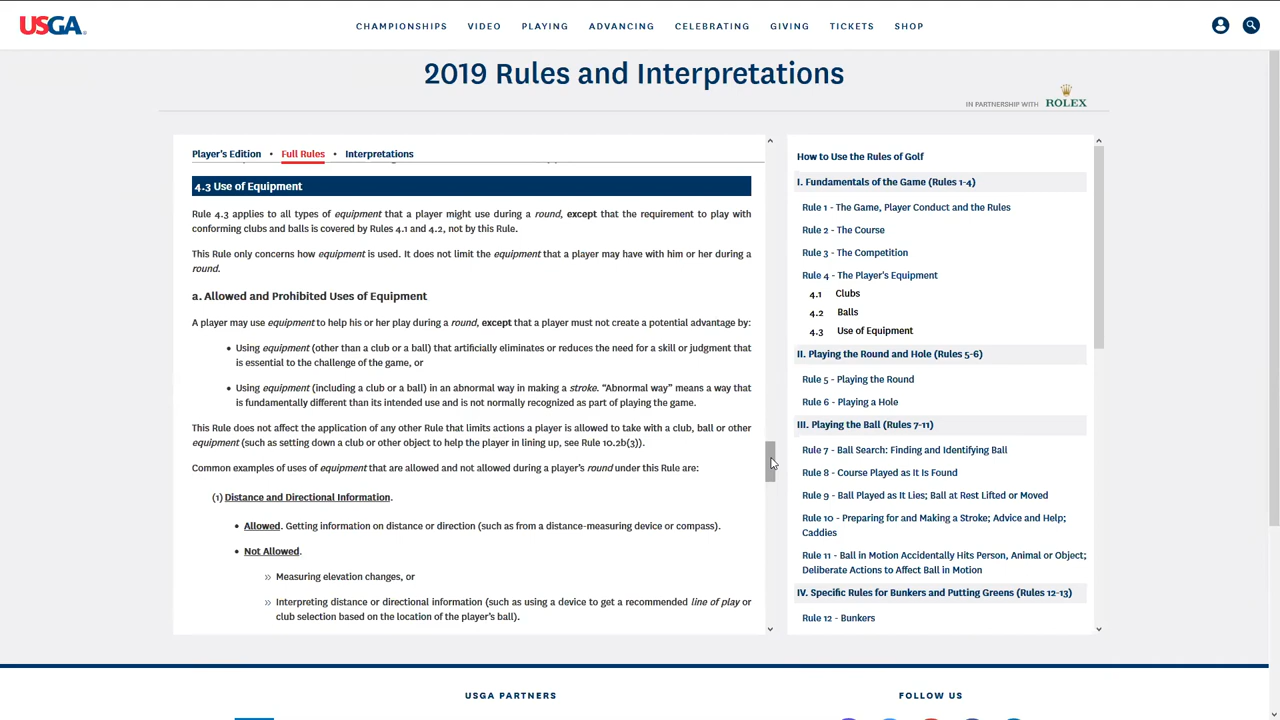 USGA
CHAMPIONSHIPS VIDEO PLAYING ADVANCING CELEBRATING GIVING TICKETS SHOP
2019 Rules and Interpretations
IN PARTNERSHIP WITH ROLEX
Player's Edition • Full Rules • Interpretations
4.3 Use of Equipment
Rule 4.3 applies to all types of equipment that a player might use during a round, except that the requirement to play with
conforming clubs and balls is covered by Rules 4.1 and 4.2, not by this Rule.
This Rule only concerns how equipment is used. It does not limit the equipment that a player may have with him or her during a
round.
a. Allowed and Prohibited Uses of Equipment
A player may use equipment to help his or her play during a round, except that a player must not create a potential advantage by:
• Using equipment (other than a club or a ball) that artificially eliminates or reduces the need for a skill or judgment that
is essential to the challenge of the game, or
• Using equipment (including a club or a ball) in an abnormal way in making a stroke. “Abnormal way” means a way that
is fundamentally different than its intended use and is not normally recognized as part of playing the game.
This Rule does not affect the application of any other Rule that limits actions a player is allowed to take with a club, ball or other
equipment (such as setting down a club or other object to help the player in lining up, see Rule 10.2b(3)).
Common examples of uses of equipment that are allowed and not allowed during a player's round under this Rule are:
(1) Distance and Directional Information.
• Allowed. Getting information on distance or direction (such as from a distance-measuring device or compass).
• Not Allowed.
» Measuring elevation changes, or
» Interpreting distance or directional information (such as using a device to get a recommended line of play or
club selection based on the location of the player's ball).
How to Use the Rules of Golf
I. Fundamentals of the Game (Rules 1-4)
Rule 1 - The Game, Player Conduct and the Rules
Rule 2 - The Course
Rule 3 - The Competition
Rule 4 - The Player's Equipment
4.1 Clubs
4.2 Balls
4.3 Use of Equipment
II. Playing the Round and Hole (Rules 5-6)
Rule 5 - Playing the Round
Rule 6 - Playing a Hole
III. Playing the Ball (Rules 7-11)
Rule 7 - Ball Search: Finding and Identifying Ball
Rule 8 - Course Played as It Is Found
Rule 9 - Ball Played as It Lies; Ball at Rest Lifted or Moved
Rule 10 - Preparing for and Making a Stroke; Advice and Help;
Caddies
Rule 11 - Ball in Motion Accidentally Hits Person, Animal or Object;
Deliberate Actions to Affect Ball in Motion
IV. Specific Rules for Bunkers and Putting Greens (Rules 12-13)
Rule 12 - Bunkers
USGA PARTNERS
FOLLOW US